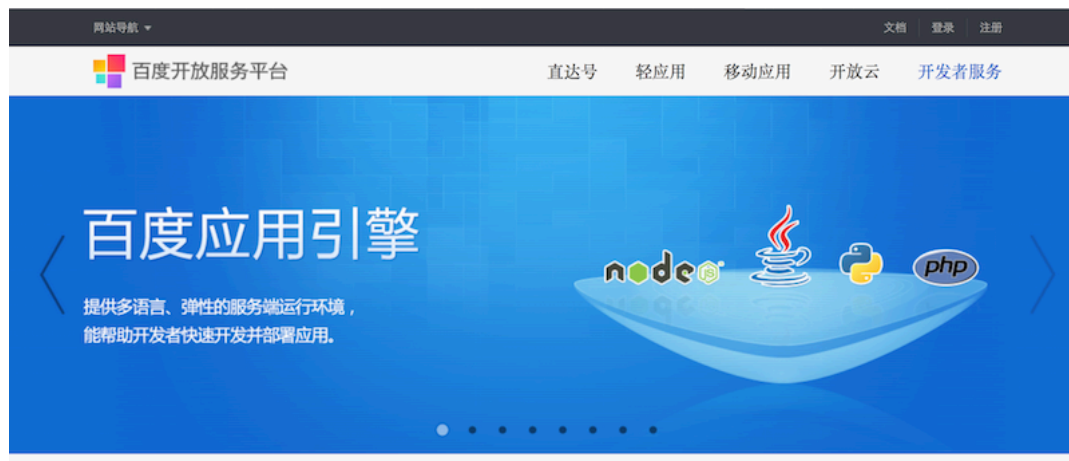 网站导航
文档 登录 注册
百度开放服务平台
直达号 轻应用 移动应用 开放云 开发者服务
百度应用引擎
提供多语言、弹性的服务端运行环境，
能帮助开发者快速开发并部署应用。
node
php